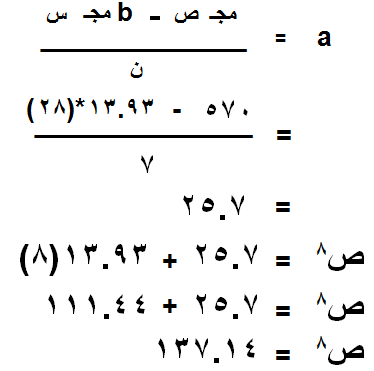 a = مجـ ص - b مجـ س
ن
= ٥٧٠ - ١٣.٩٣*(٢٨)
٧
= ٢٥.٧
ص^٨ = ٢٥.٧ + ١٣.٩٣(٨)
ص^٨ = ٢٥.٧ + ١١١.٤٤
ص^٨ = ١٣٧.١٤